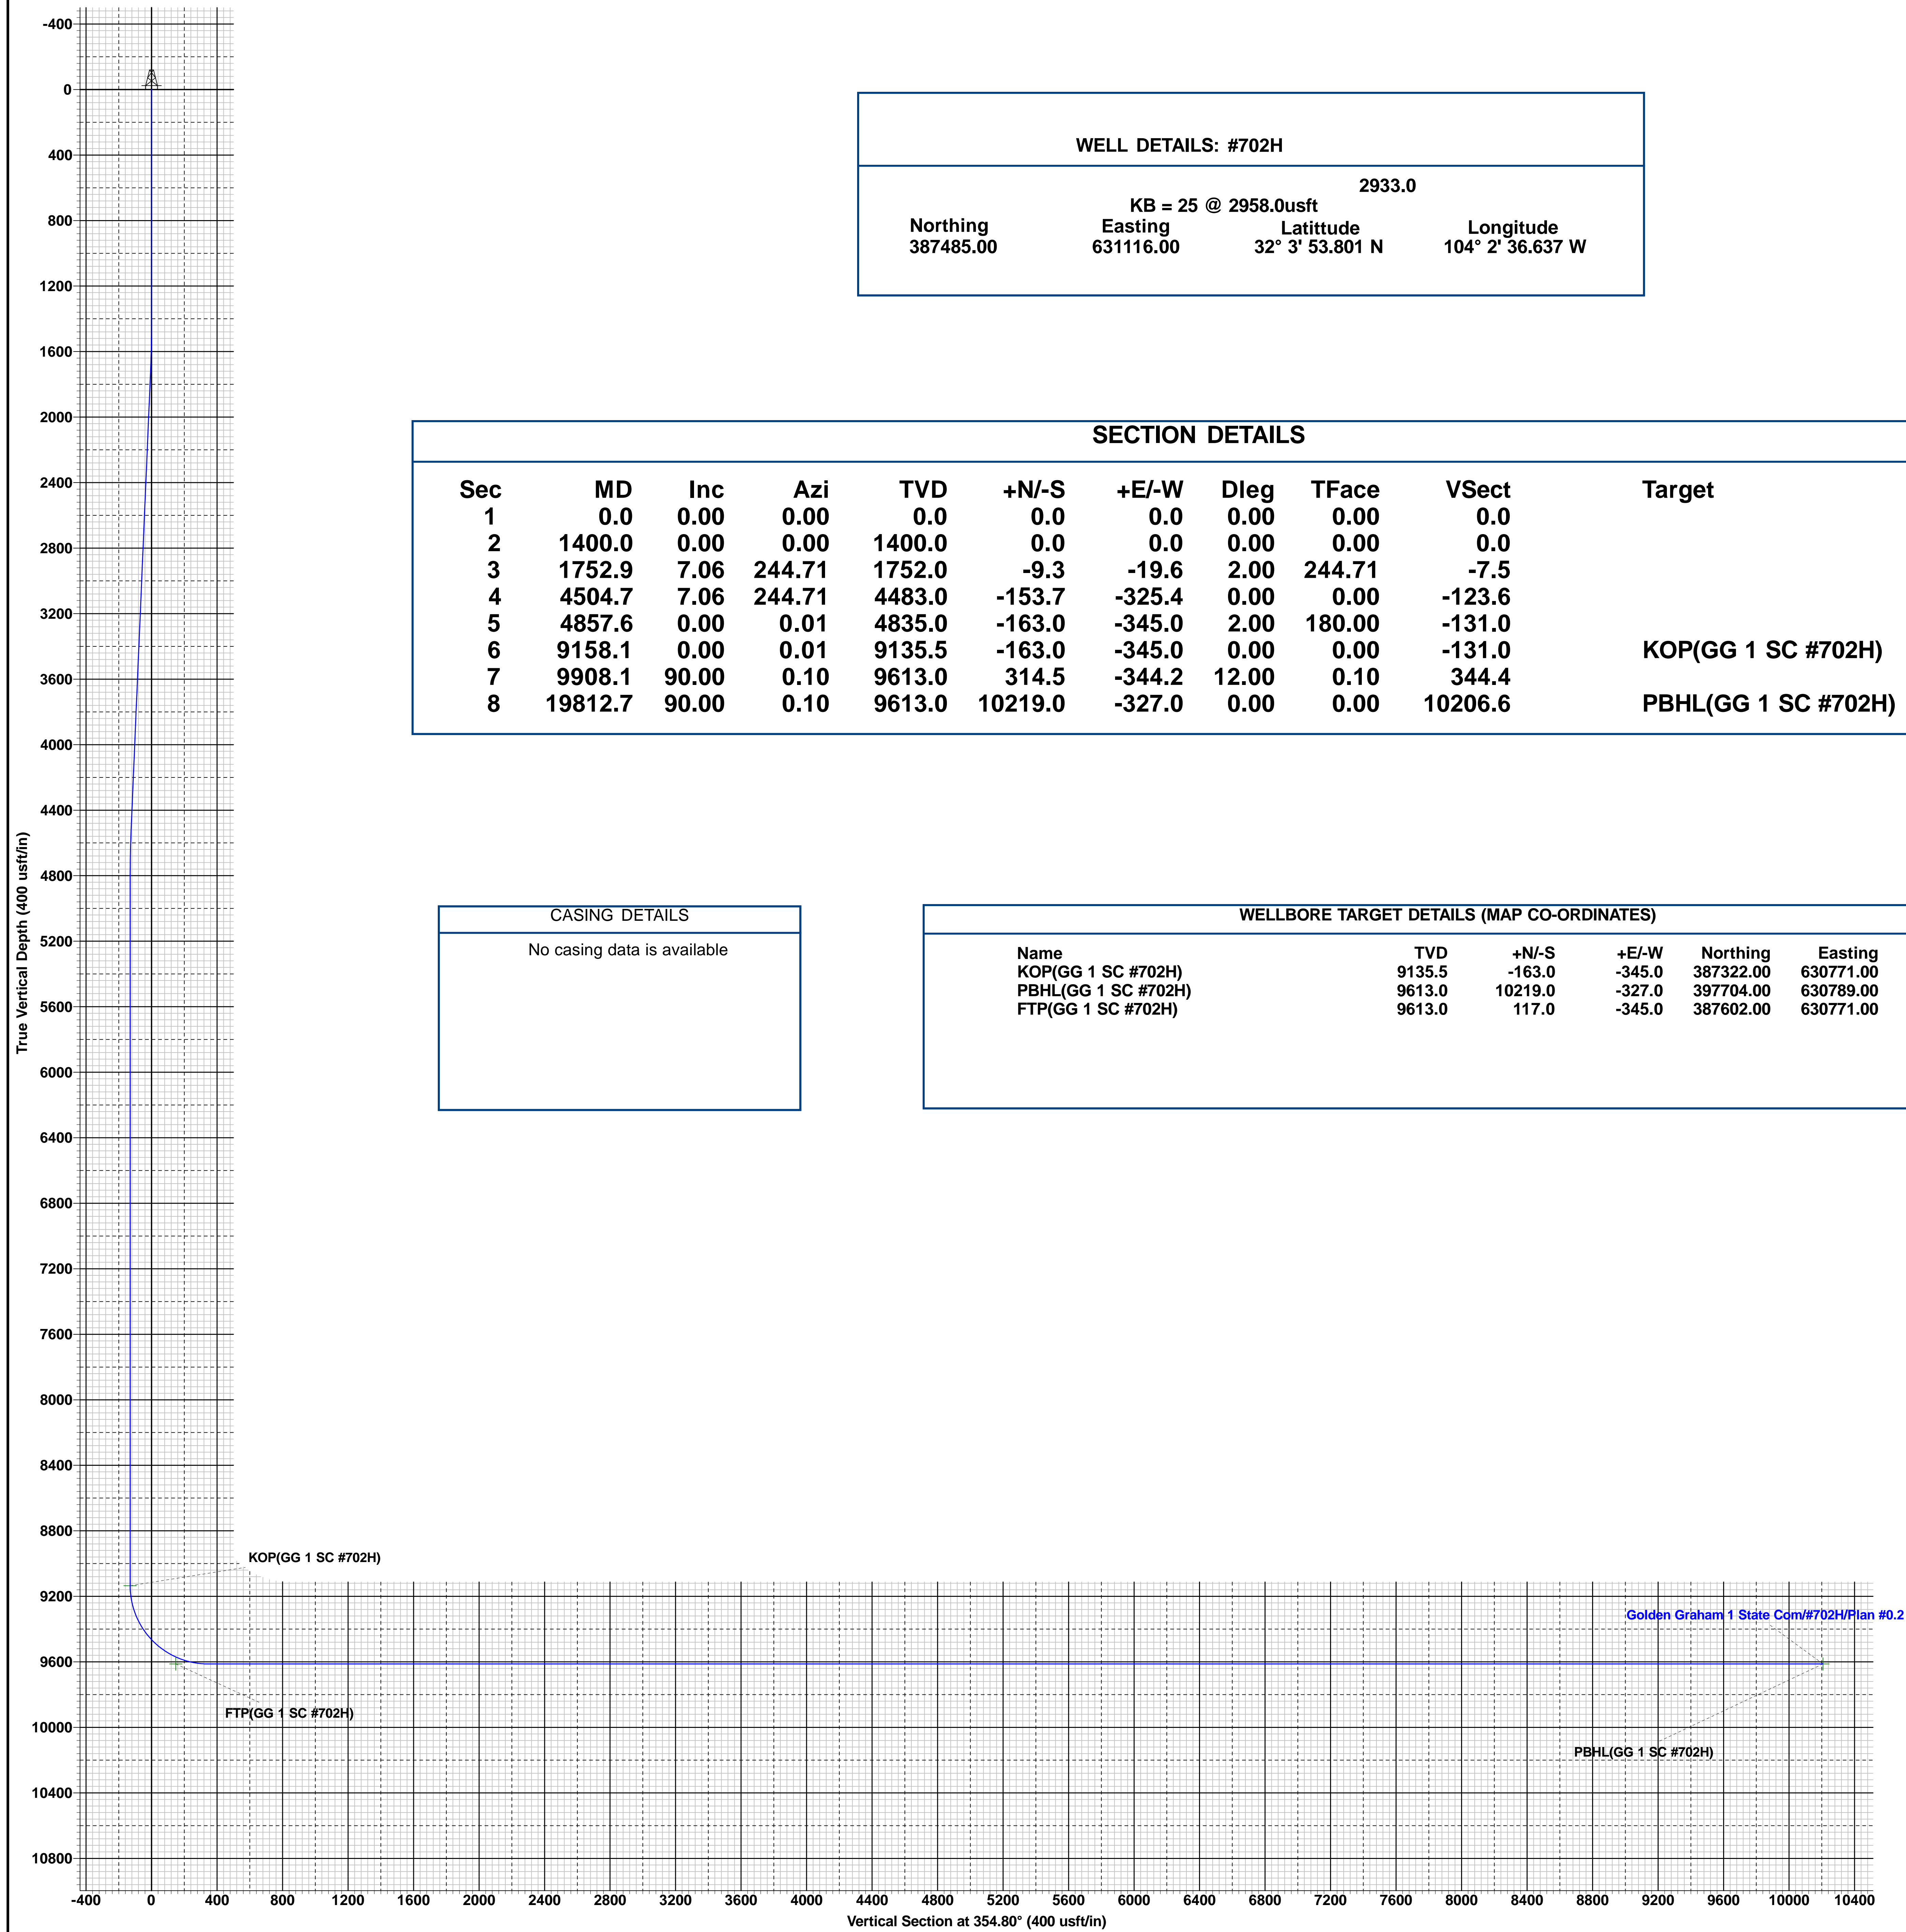 -400
0
400
800
1200
1600
2000
2400
2800
3200
3600
4000
4400
4800
5200
5600
6000
6400
6800
7200
7600
8000
8400
8800
9200
9600
10000
10400
10800
True Vertical Depth (400 usft/in)
WELL DETAILS: #702H
2933.0
KB = 25 @ 2958.0usft
Northing Easting Latittude Longitude
387485.00 631116.00 32° 3' 53.801 N 104° 2' 36.637 W
SECTION DETAILS
Sec MD Inc Azi TVD +N/-S +E/-W Dleg TFace VSect Target
1 0.0 0.00 0.00 0.0 0.0 0.0 0.00 0.00 0.0
2 1400.0 0.00 0.00 1400.0 0.0 0.0 0.00 0.00 0.0
3 1752.9 7.06 244.71 1752.0 -9.3 -19.6 2.00 244.71 -7.5
4 4504.7 7.06 244.71 4483.0 -153.7 -325.4 0.00 0.00 -123.6
5 4857.6 0.00 0.01 4835.0 -163.0 -345.0 2.00 180.00 -131.0
6 9158.1 0.00 0.01 9135.5 -163.0 -345.0 0.00 0.00 -131.0 KOP(GG 1 SC #702H)
7 9908.1 90.00 0.10 9613.0 314.5 -344.2 12.00 0.10 344.4
8 19812.7 90.00 0.10 9613.0 10219.0 -327.0 0.00 0.00 10206.6 PBHL(GG 1 SC #702H)
CASING DETAILS
No casing data is available
WELLBORE TARGET DETAILS (MAP CO-ORDINATES)
Name TVD +N/-S +E/-W Northing Easting
KOP(GG 1 SC #702H) 9135.5 -163.0 -345.0 387322.00 630771.00
PBHL(GG 1 SC #702H) 9613.0 10219.0 -327.0 397704.00 630789.00
FTP(GG 1 SC #702H) 9613.0 117.0 -345.0 387602.00 630771.00
KOP(GG 1 SC #702H)
Golden Graham 1 State Com/#702H/Plan #0.2
FTP(GG 1 SC #702H)
PBHL(GG 1 SC #702H)
-400 0 400 800 1200 1600 2000 2400 2800 3200 3600 4000 4400 4800 5200 5600 6000 6400 6800 7200 7600 8000 8400 8800 9200 9600 10000 10400
Vertical Section at 354.80° (400 usft/in)